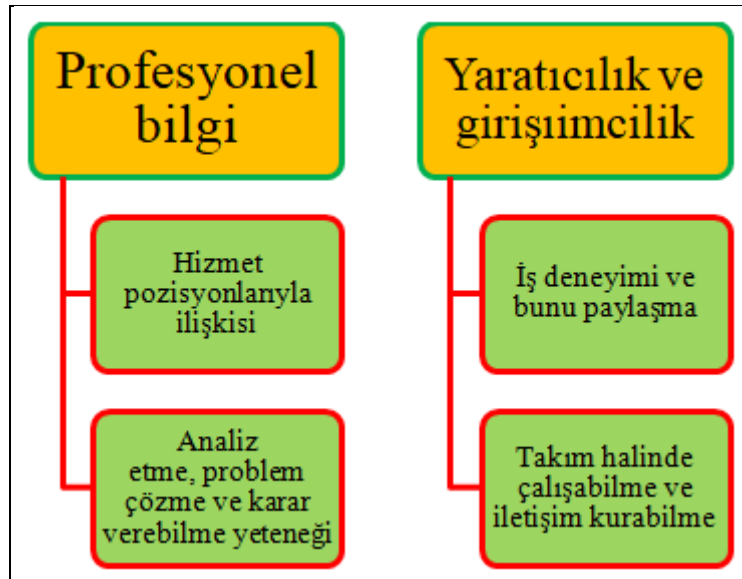 Profesyonel
bilgi
Hizmet
pozisyonlarıyla
ilişkisi
Analiz
etme, problem
çözme ve karar
verebilme yeteneği
Yaratıcılık ve
girişıimcilik
İş deneyimi ve
bunu paylaşma
Takım halinde
çalışabilme ve
iletişim kurabilme